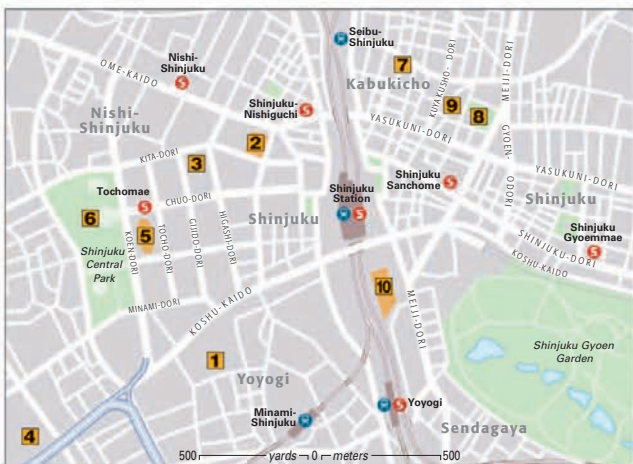 Seibu-
Shinjuku
Nishi-
Shinjuku
OME-KAIDO
7
Kabukicho
KUYAKUSHO-DORI
MEIJI-DORI
9
8
Shinjuku-
Nishiguchi
Nishi-
Shinjuku
2
YASUKUNI-DORI
GYOEN-
ODORI
KITA-DORI
3
YASUKUNI-DORI
Shinjuku
Sanchome
Tochomae
CHUO-DORI
Shinjuku
Station
Shinjuku
6
5
Shinjuku
Shinjuku
Gyoemmae
KOEN-DORI
TOCHO-DORI
GIJIDO-DORI
HIGASHI-DORI
SHINJUKU-DORI
KOSHU-KAIDO
Shinjuku
Central
Park
10
MINAMI-DORI
KOSHU-KAIDO
MEIJI-DORI
Shinjuku Gyoen
Garden
1
Yoyogi
Minami-
Shinjuku
Yoyogi
Sendagaya
4
500 yards 0 meters 500